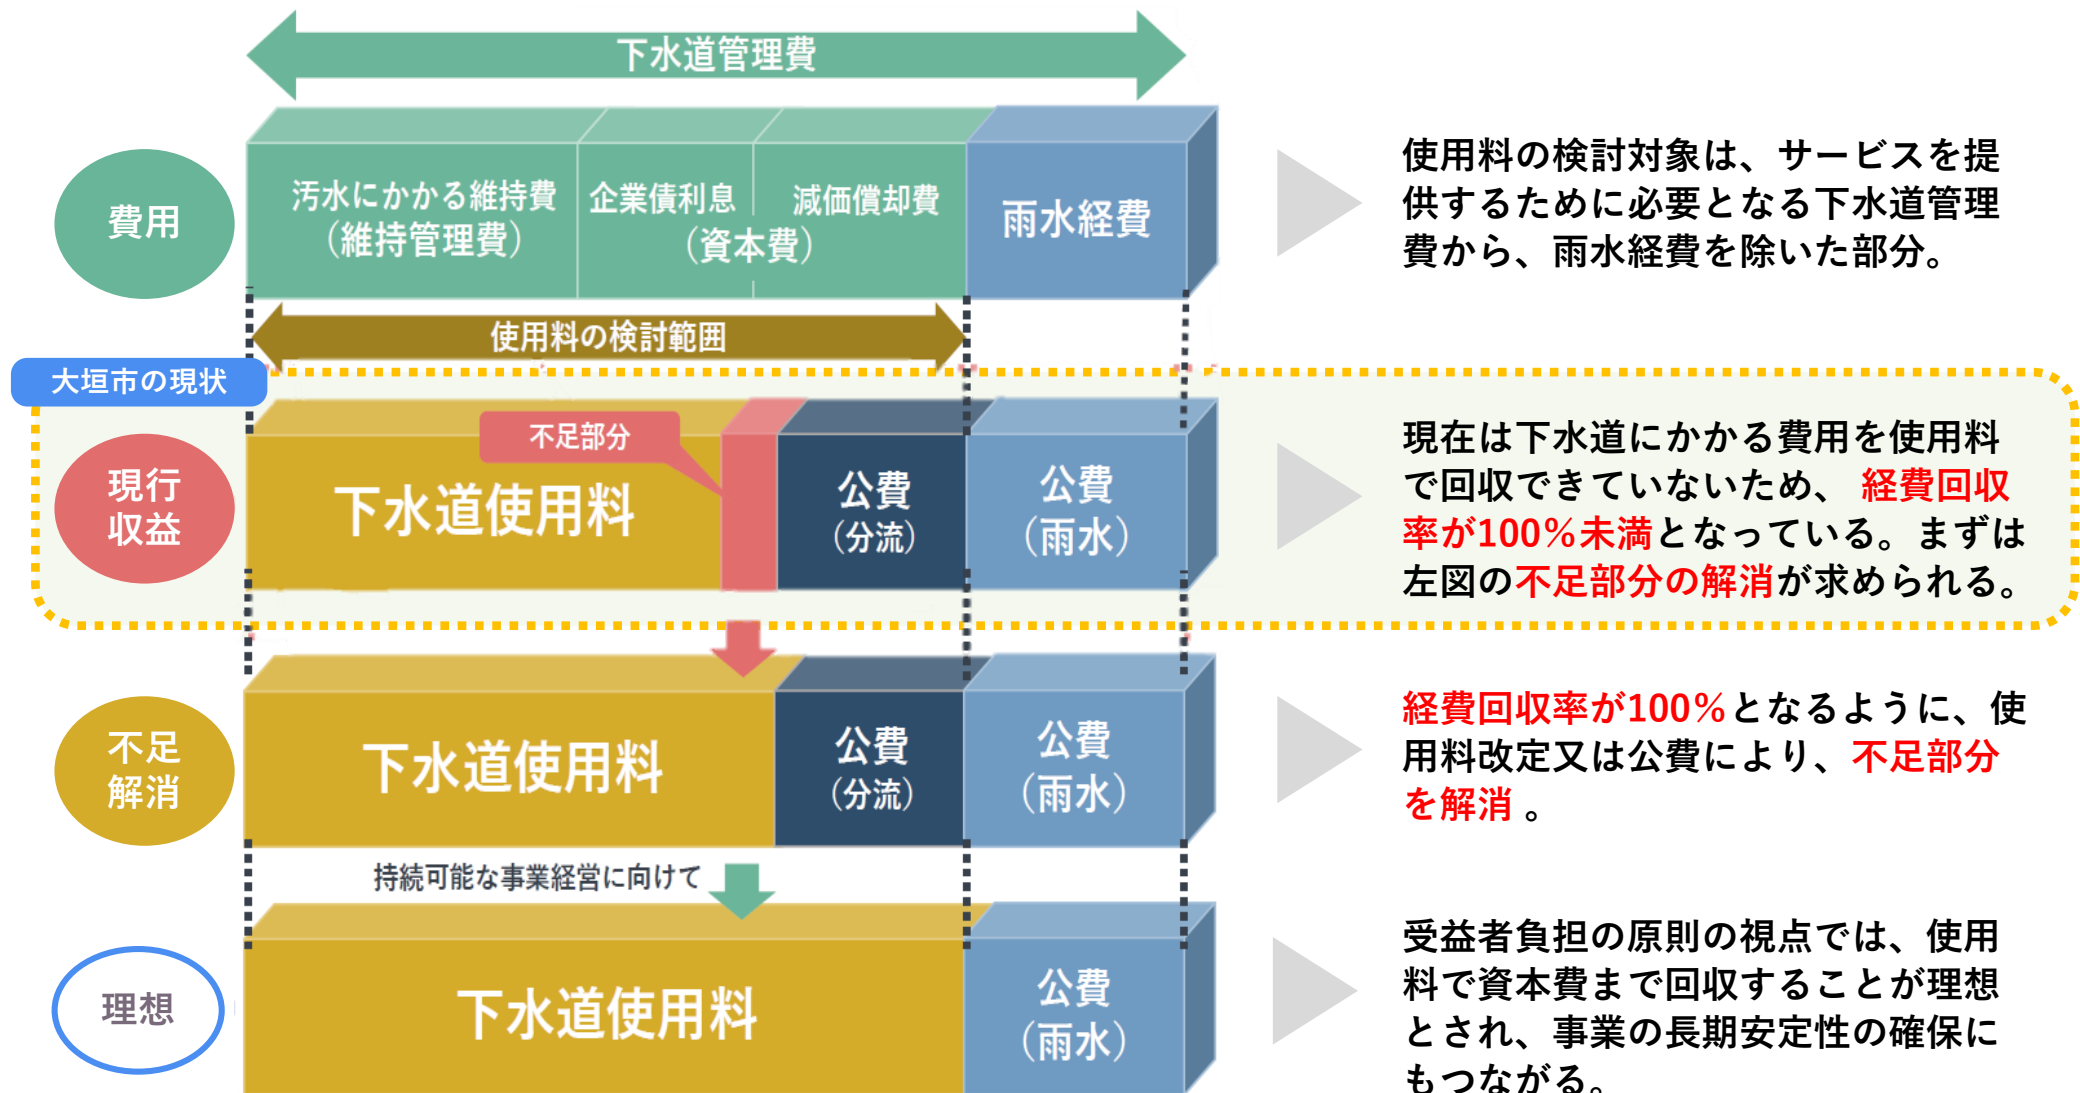 下水道管理費
費用
汚水にかかる維持費
（維持管理費）
企業債利息
減価償却費
（資本費）
雨水経費
使用料の検討対象は、サービスを提
供するために必要となる下水道管理
費から、雨水経費を除いた部分。
使用料の検討範囲
大垣市の現状
現行
収益
下水道使用料
不足部分
公費
（分流）
公費
（雨水）
現在は下水道にかかる費用を使用料
で回収できていないため、 経費回収
率が100％未満となっている。まずは
左図の不足部分の解消が求められる。
不足
解消
下水道使用料
公費
（分流）
公費
（雨水）
経費回収率が100％となるように、使
用料改定又は公費により、不足部分
を解消 。
持続可能な事業経営に向けて
理想
下水道使用料
公費
（雨水）
受益者負担の原則の視点では、使用
料で資本費まで回収することが理想
とされ、事業の長期安定性の確保に
もつながる。